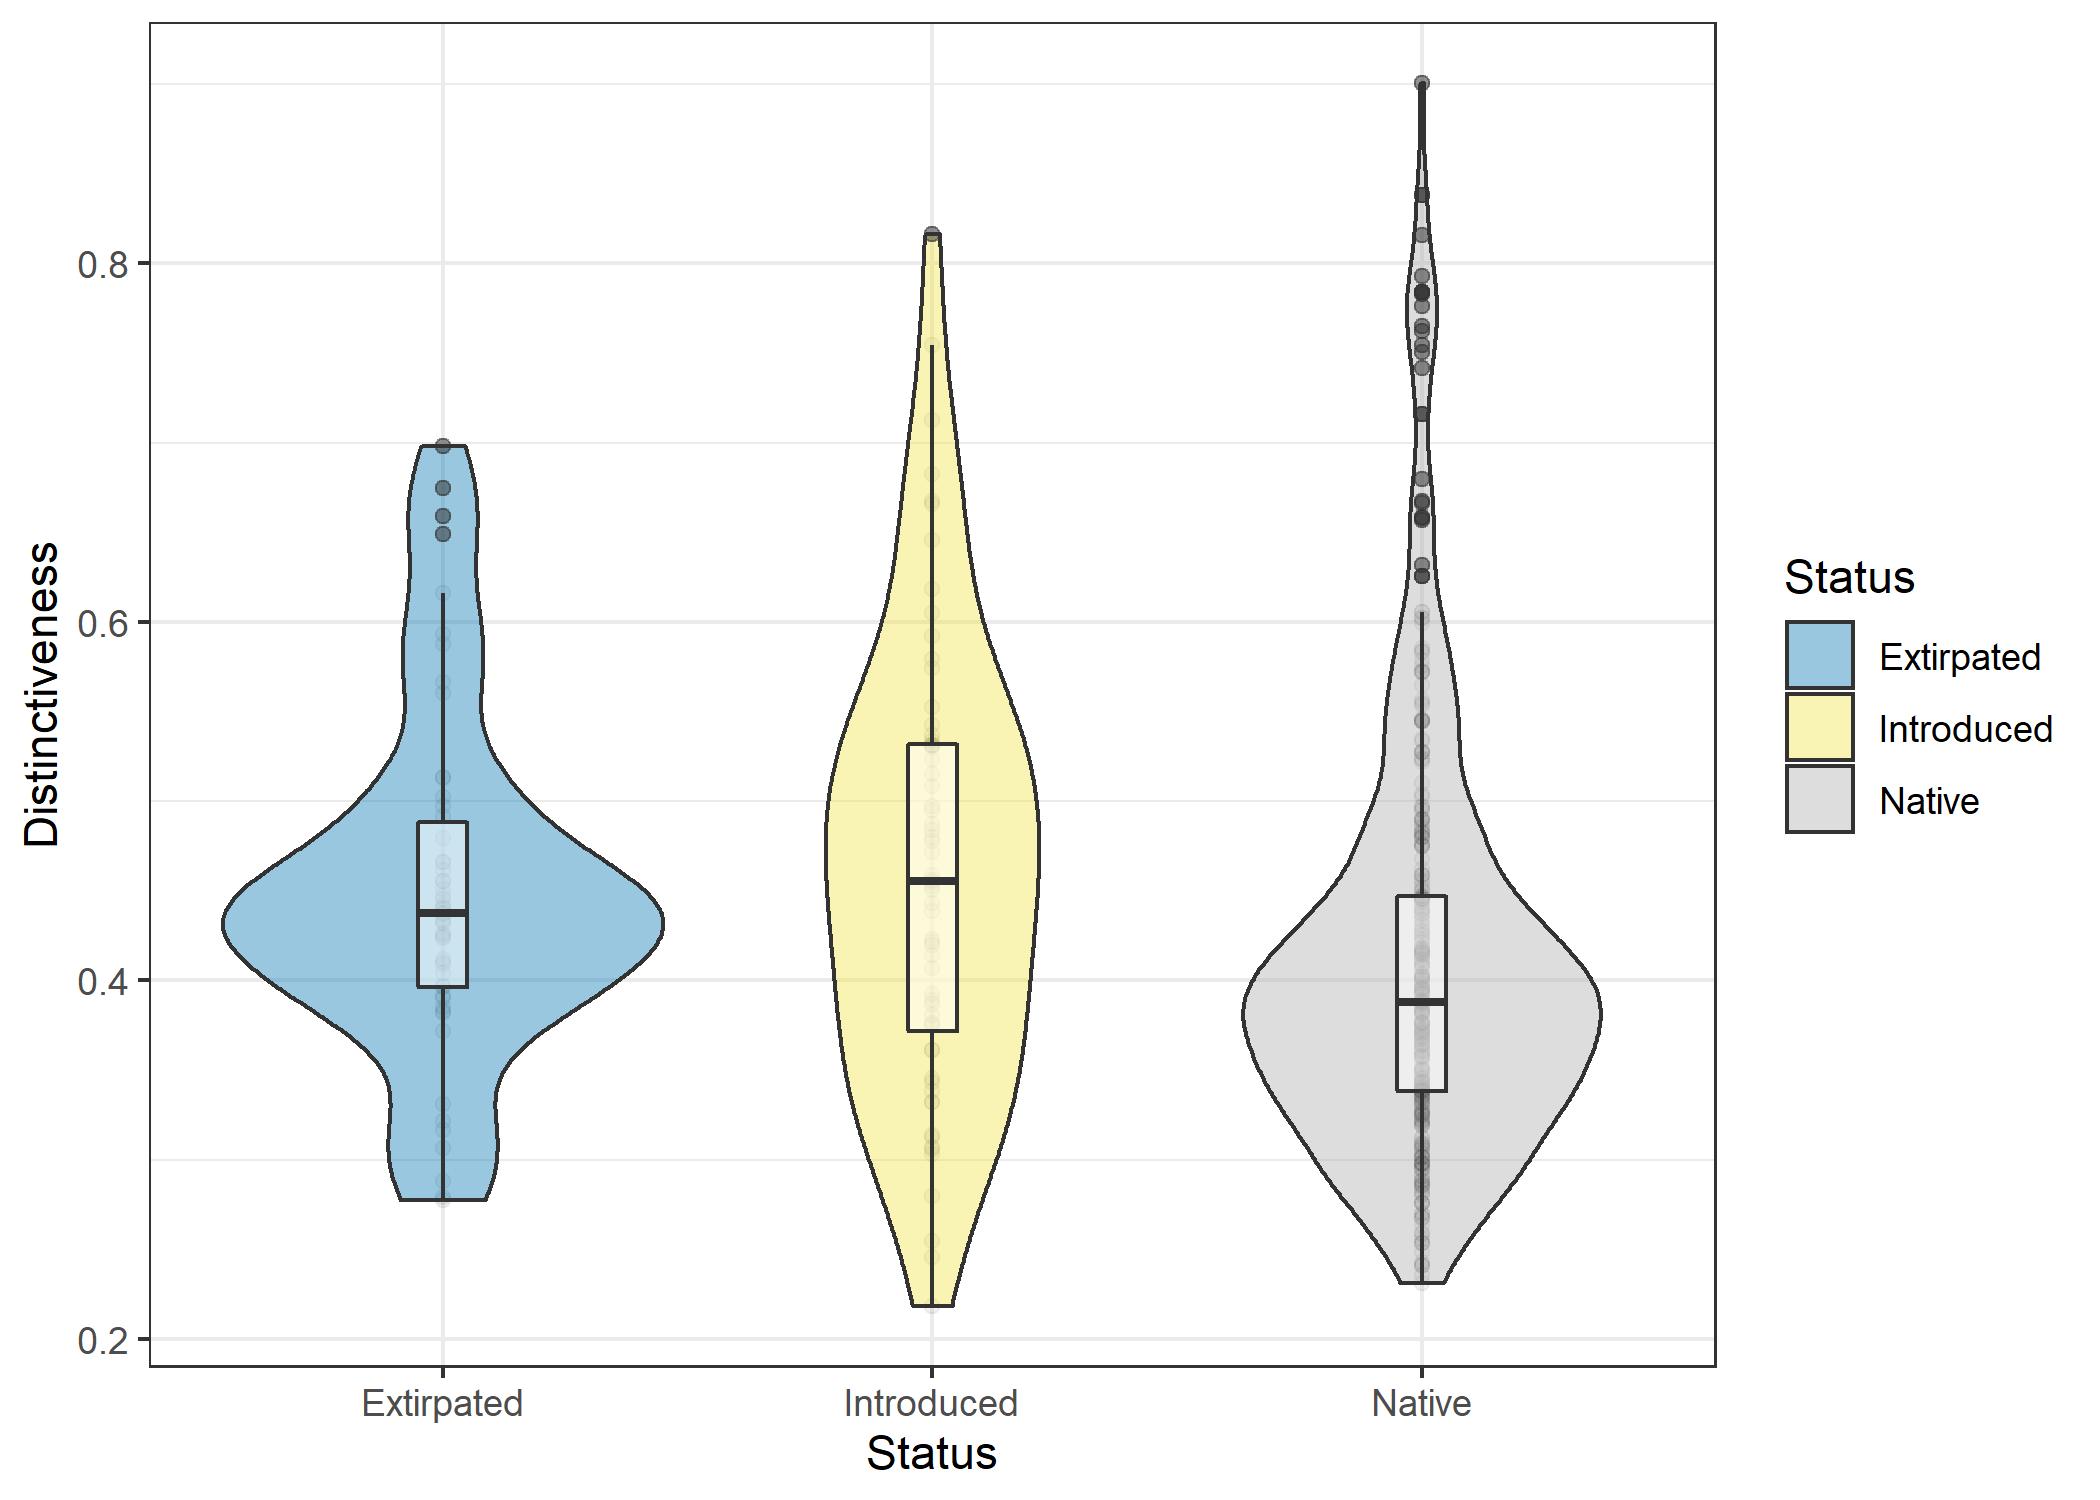 Distinctiveness
0.8
0.6
0.4
0.2
Extirpated
Introduced
Native
Status
Status
Extirpated
Introduced
Native